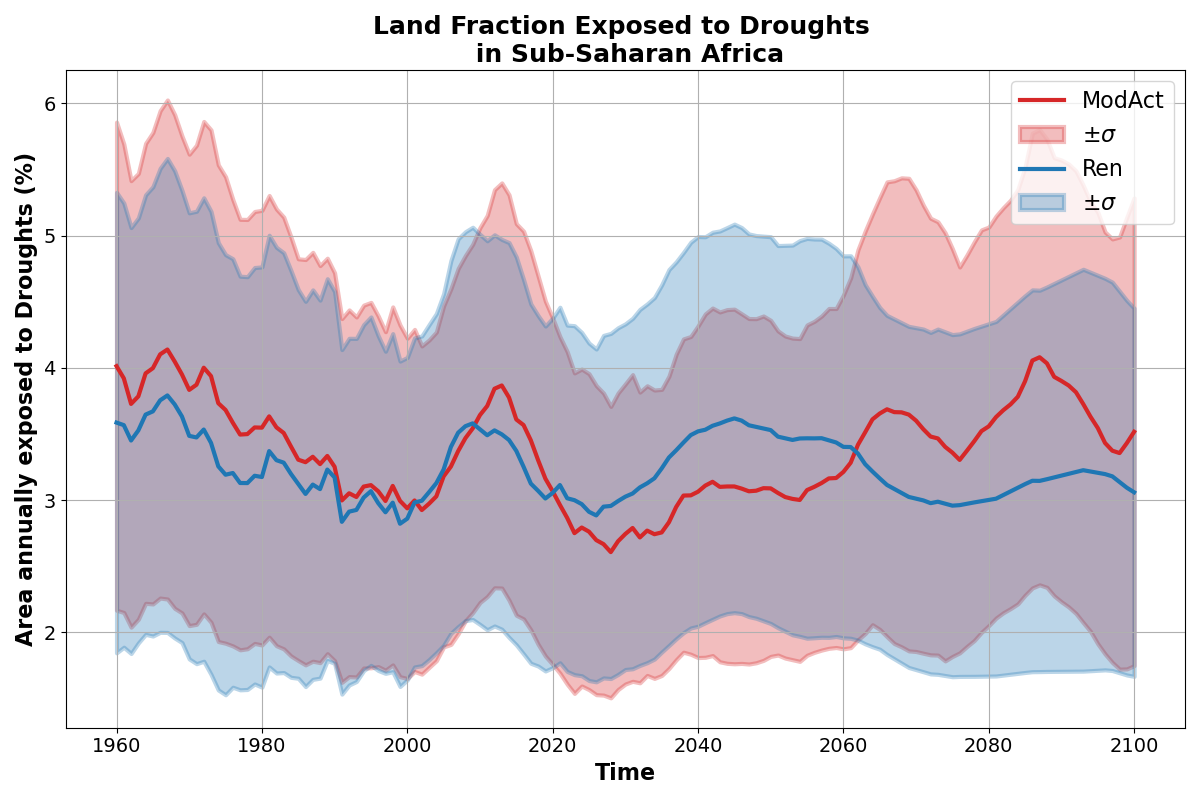 Land Fraction Exposed to Droughts
in Sub-Saharan Africa
Area annually exposed to Droughts (%)
6
5
4
3
2
1960
1980
2000
2020
2040
2060
2080
2100
Time
ModAct
±σ
Ren
±σ